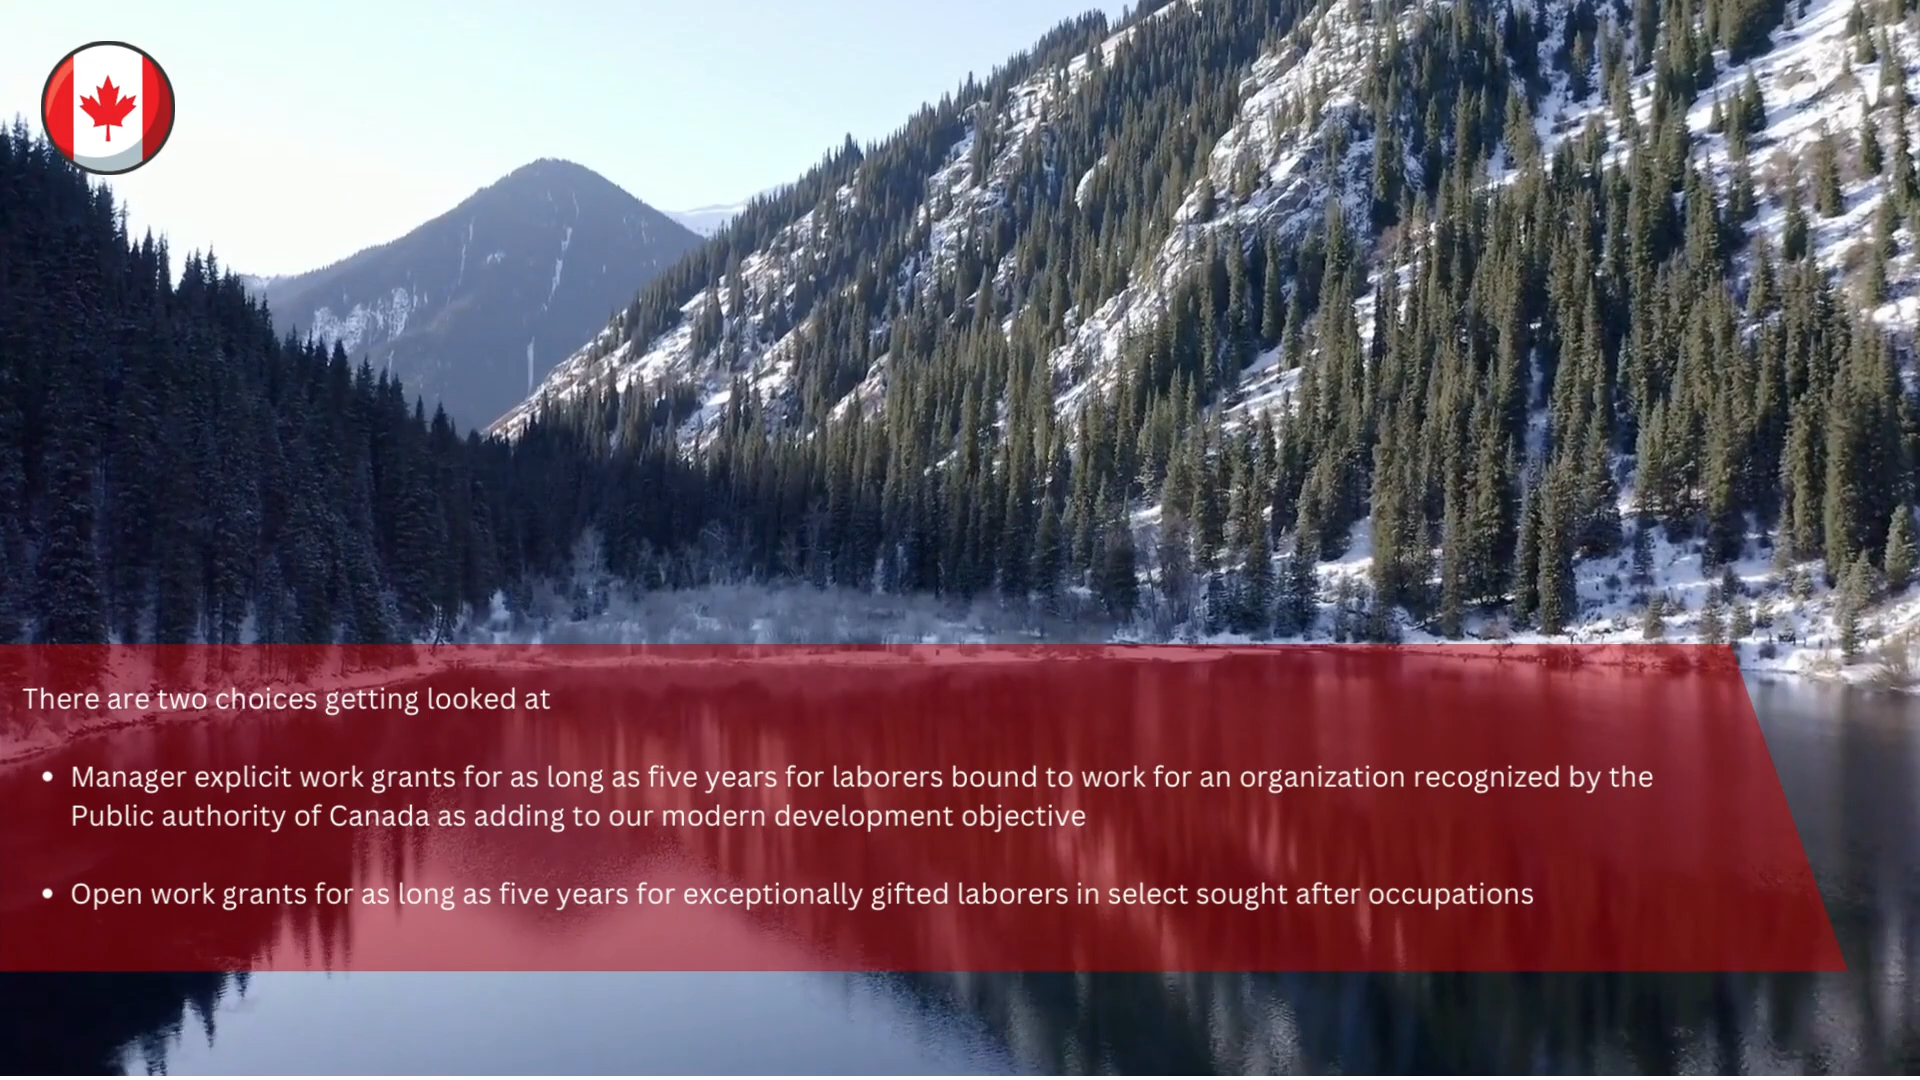 There are two choices getting looked at
• Manager explicit work grants for as long as five years for laborers bound to work for an organization recognized by the
Public authority of Canada as adding to our modern development objective
• Open work grants for as long as five years for exceptionally gifted laborers in select sought after occupations